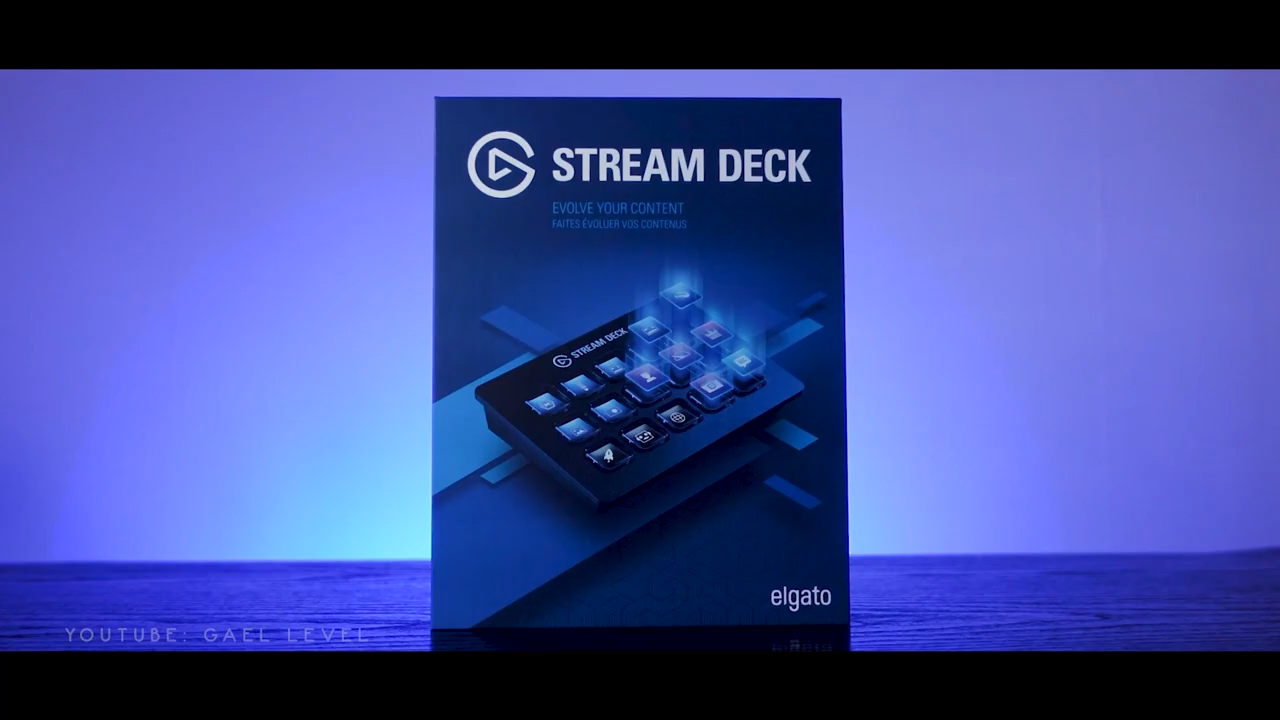 STREAM DECK
EVOLVE YOUR CONTENT
FAITES ÉVOLUER VOS CONTENUS
STREAM DECK
elgato
YOUTUBE: GAEL LEVEL